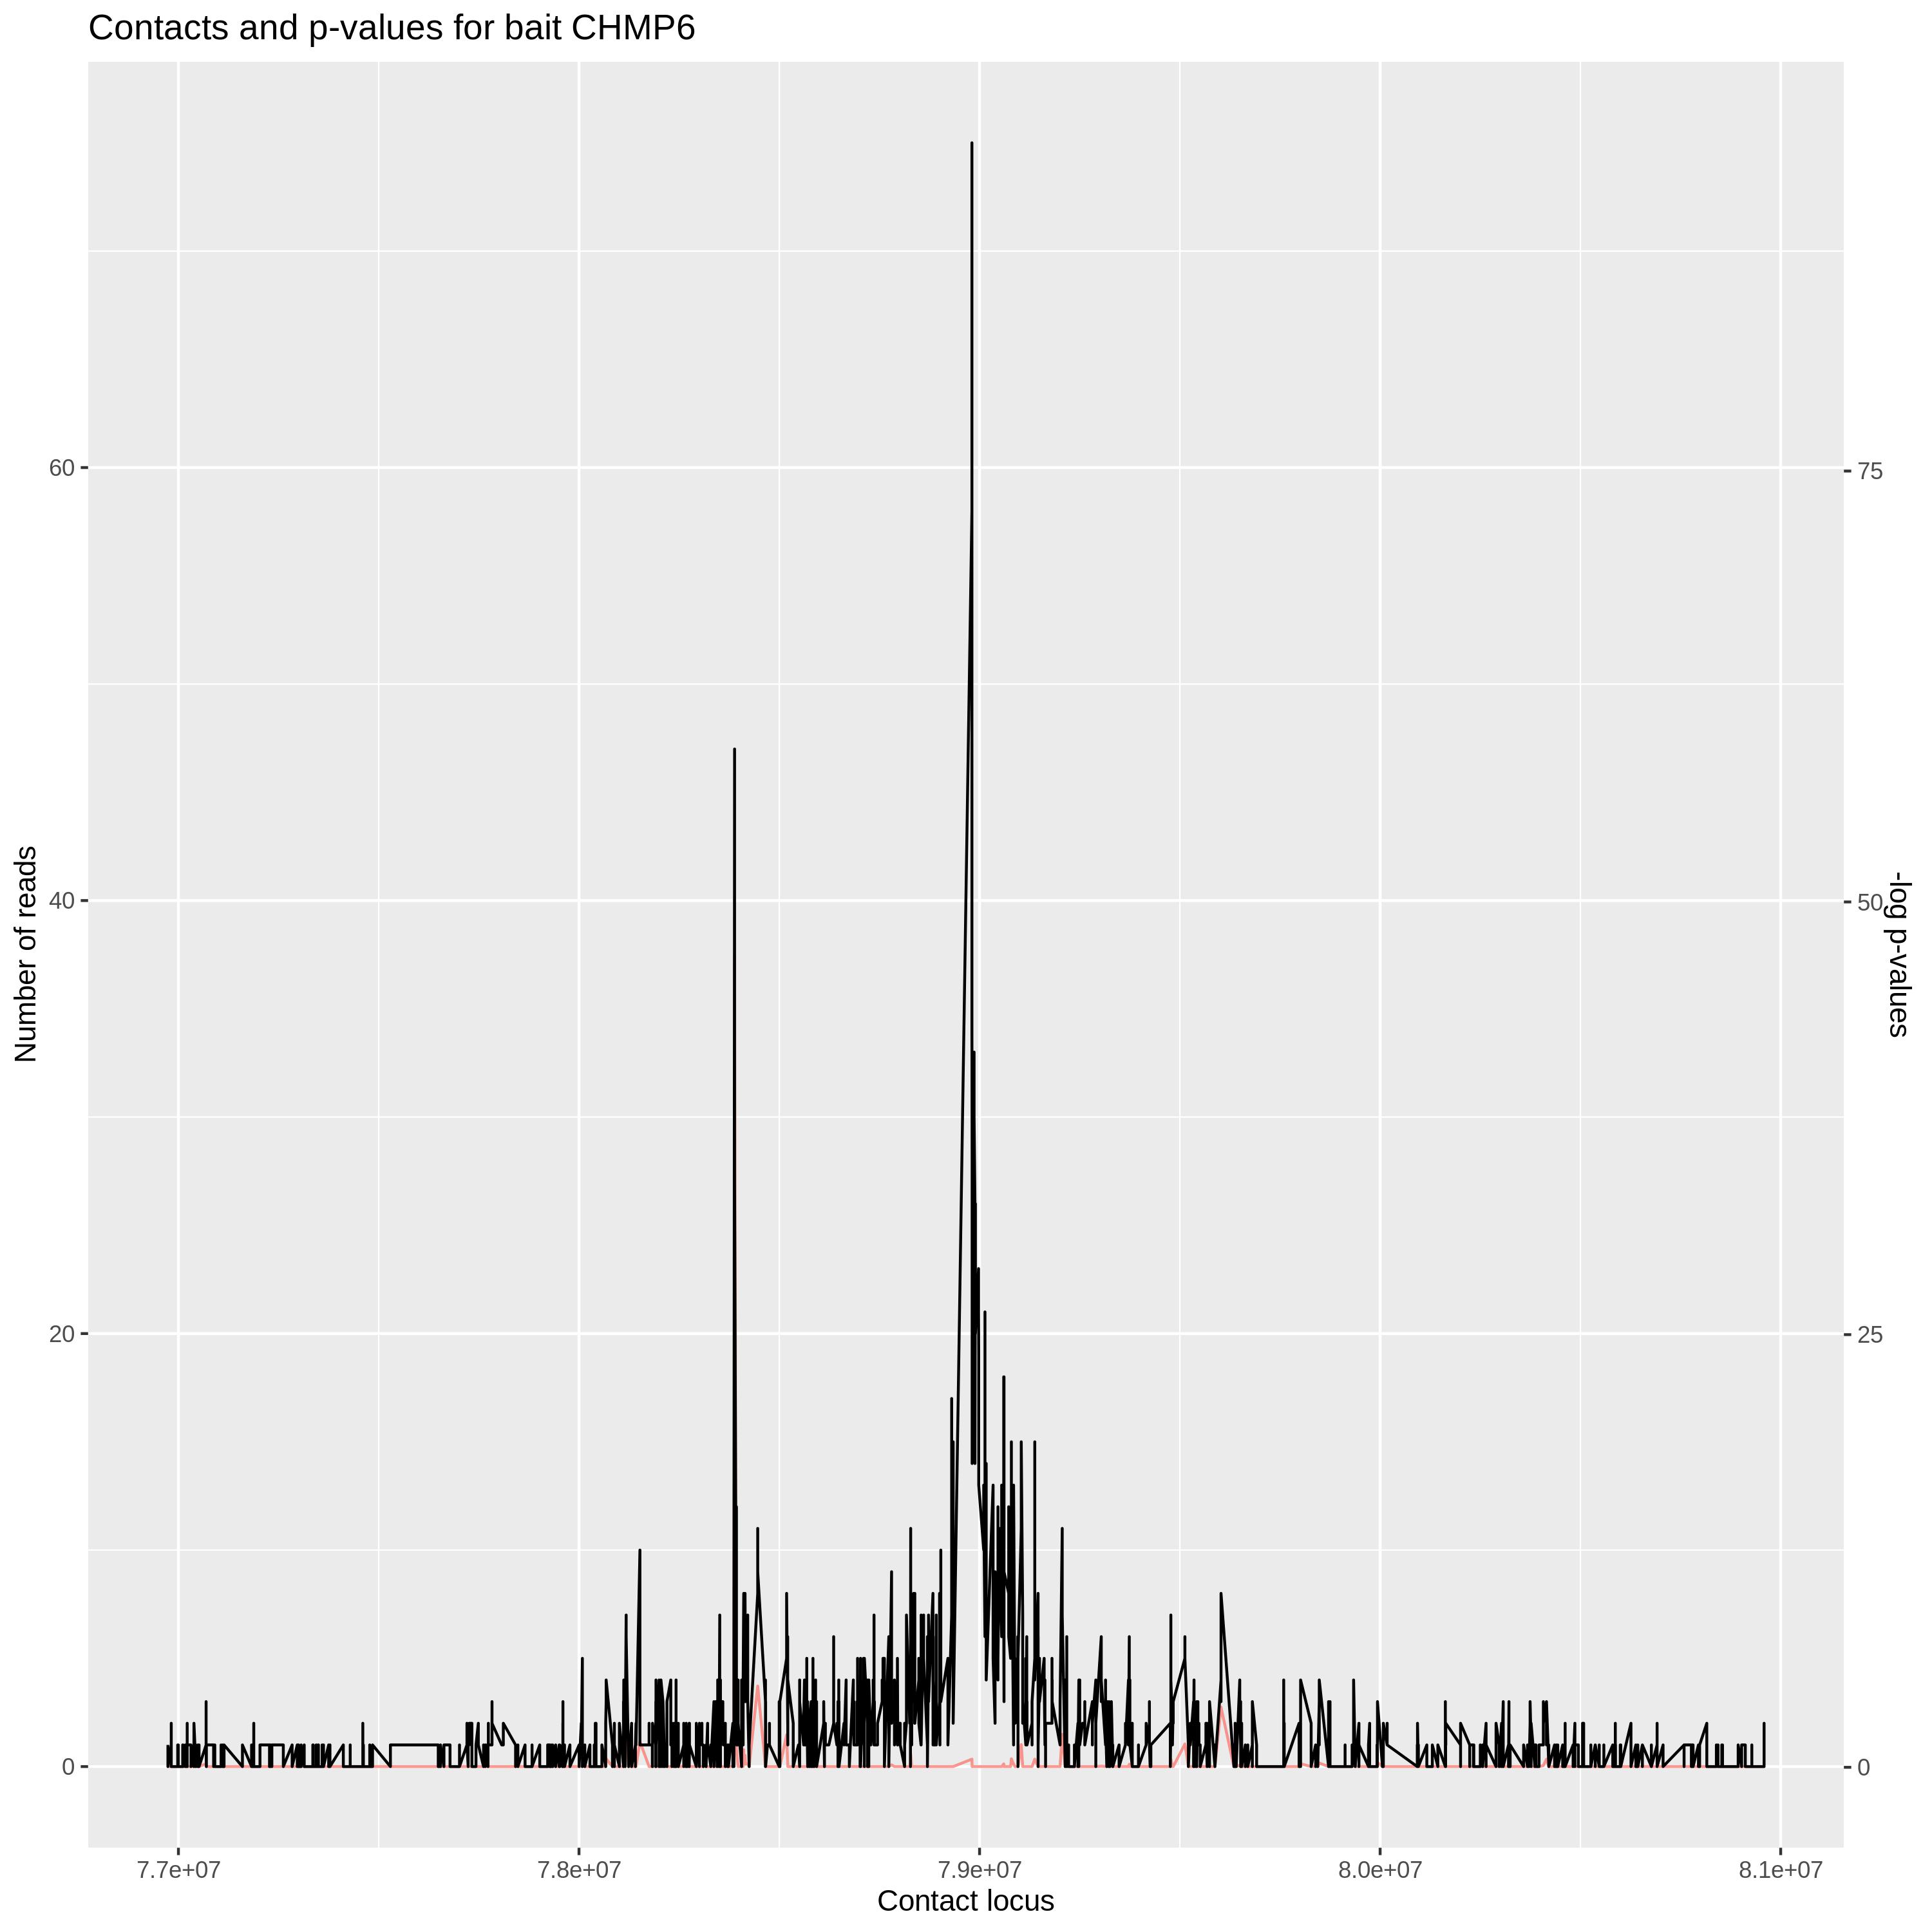 Contacts and p-values for bait CHMP6
Number of reads
60
40
20
0
75
50
25
0
-log p-values
7.7e+07
7.8e+07
7.9e+07
8.0e+07
8.1e+07
Contact locus